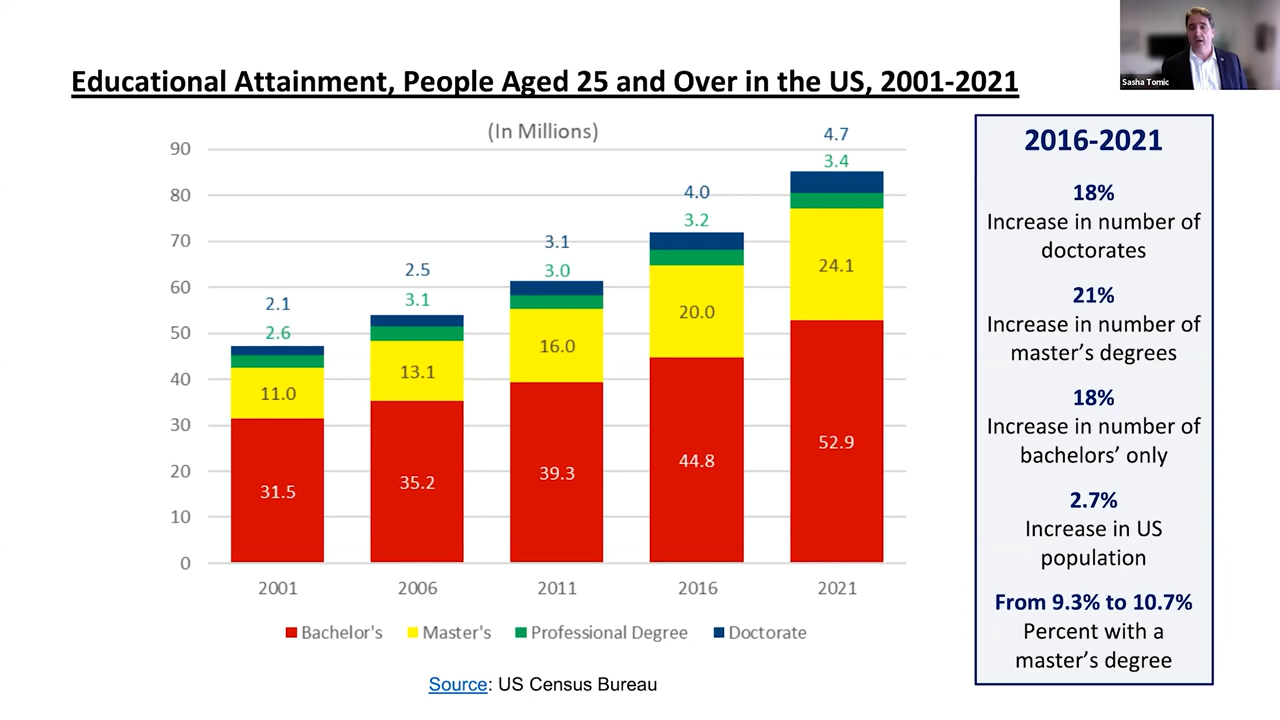 Sasha Tomic
Educational Attainment, People Aged 25 and Over in the US, 2001-2021
(In Millions)
90
80
70
60
50
40
30
20
10
0
2.1
2.6
11.0
31.5
2.5
3.1
13.1
35.2
3.1
3.0
16.0
39.3
4.0
3.2
20.0
44.8
4.7
3.4
24.1
52.9
2001 2006 2011 2016 2021
Bachelor's Master's Professional Degree Doctorate
Source: US Census Bureau
2016-2021
18%
Increase in number of
doctorates
21%
Increase in number of
master’s degrees
18%
Increase in number of
bachelors’ only
2.7%
Increase in US
population
From 9.3% to 10.7%
Percent with a
master’s degree